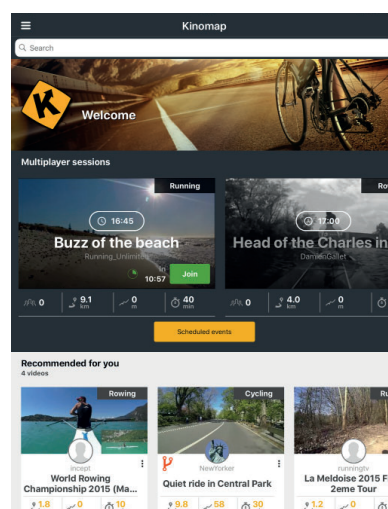 Kinomap
Search
K
Welcome
Multiplayer sessions
Running
16:45
Buzz of the beach
Running_Unlimited
In
10:57
Join
0
9.1
km
0
m
40
min
Ro
17:00
Head of the Charles in
DamienGallet
0
4.0
km
0
m
Scheduled events
Recommended for you
4 videos
Rowing
incept
World Rowing
Championship 2015 (Ma...
1.8
0
10
Cycling
NewYorker
Quiet ride in Central Park
9.8
58
30
Ru
runningtv
La Meldoise 2015 F
2eme Tour
1.2
0